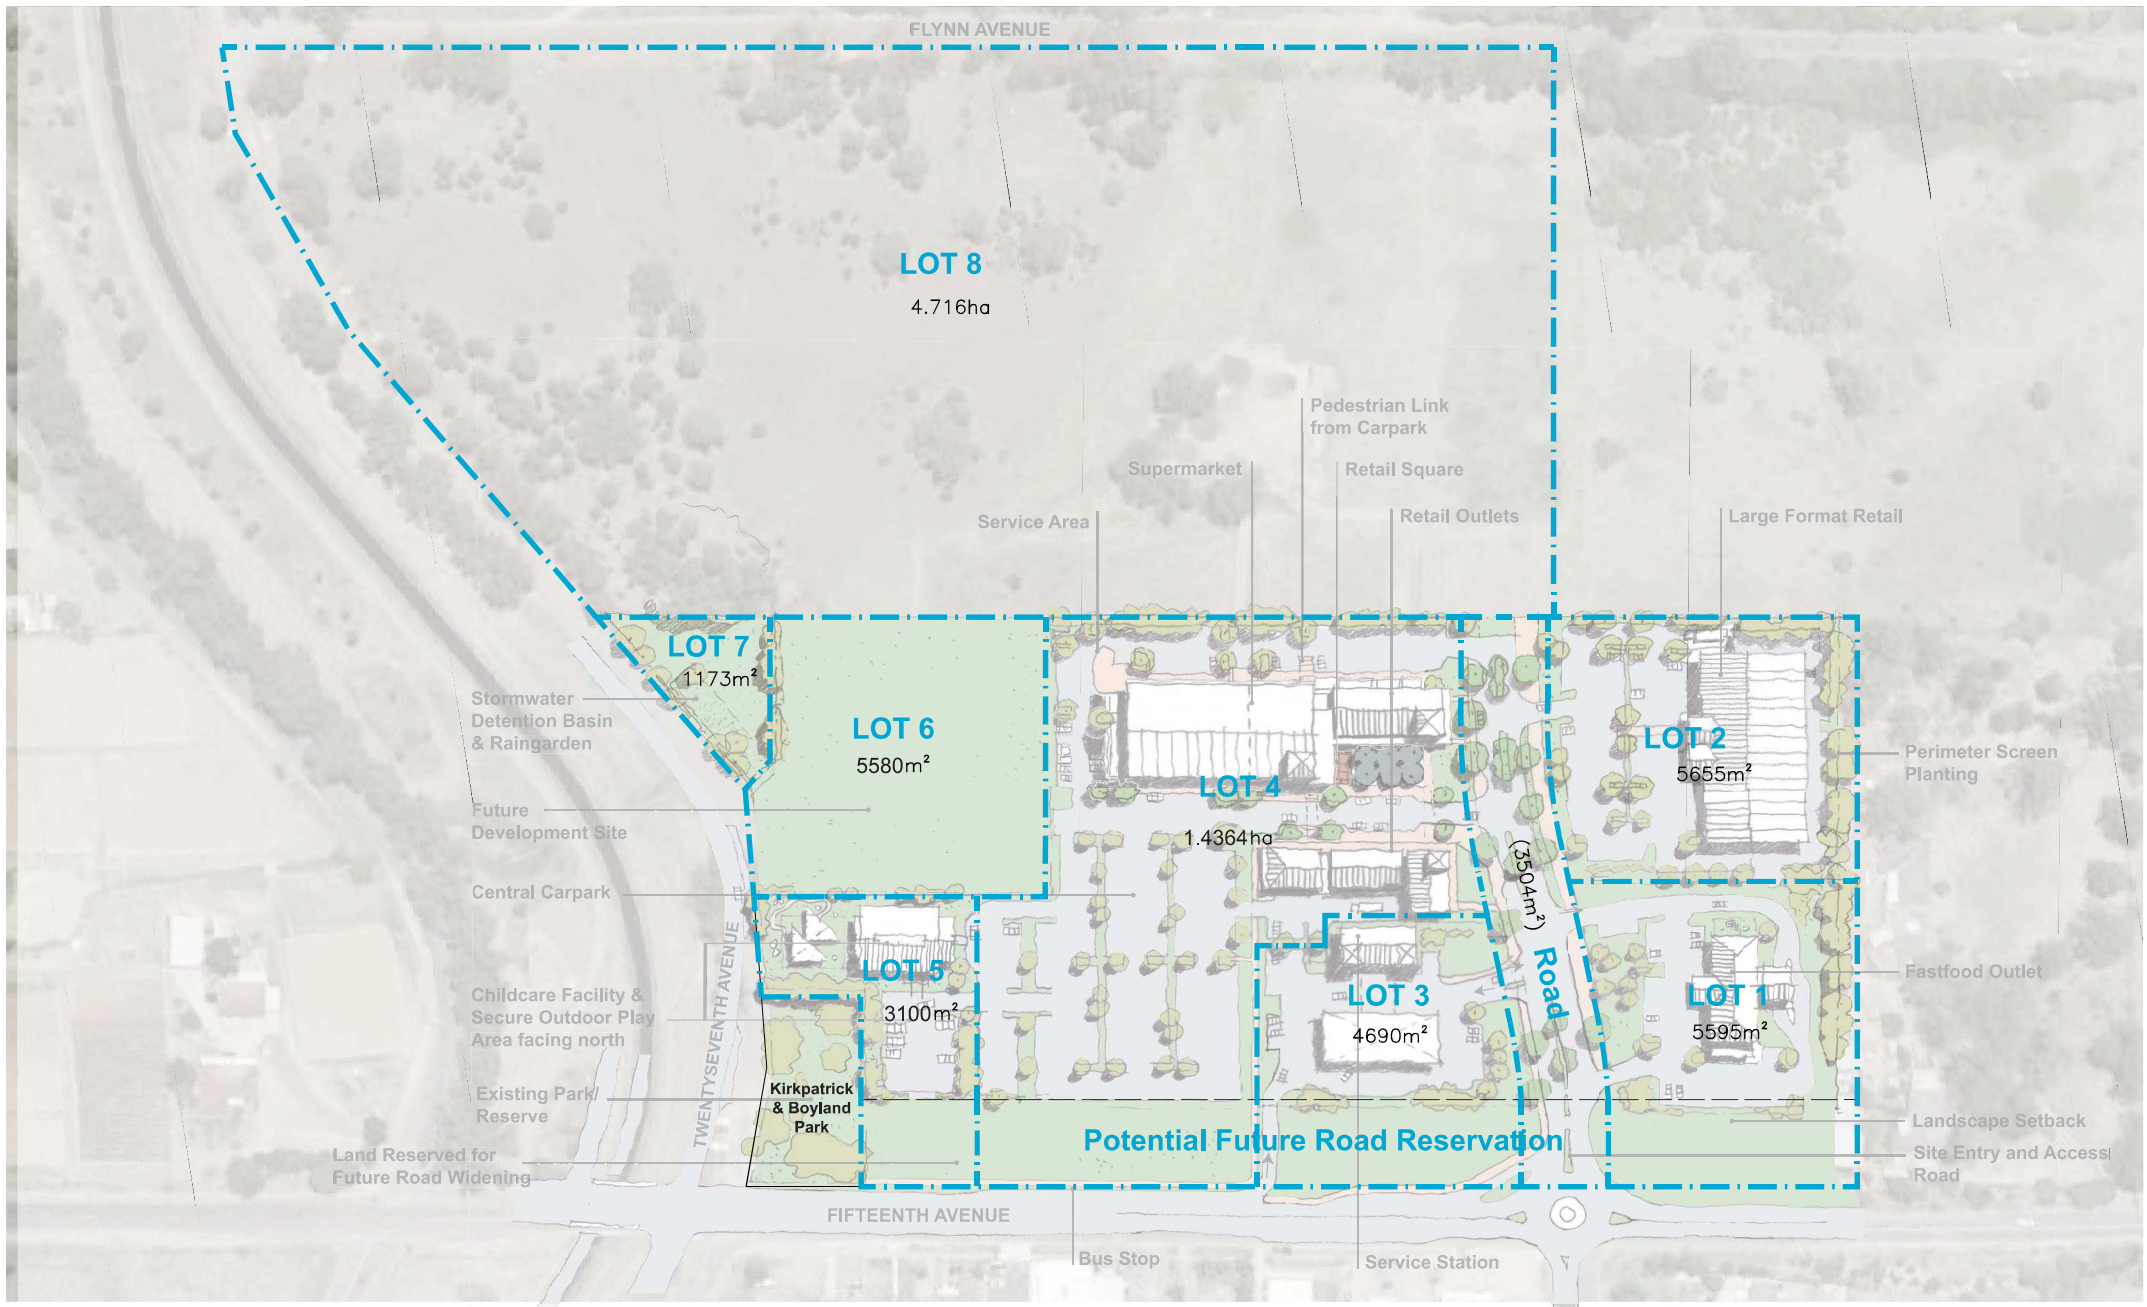 FLYNN AVENUE
LOT 8
4.716ha
Pedestrian Link
from Carpark
Supermarket
Retail Square
Service Area
Retail Outlets
Large Format Retail
LOT 7
1173m²
Stormwater
Detention Basin
& Raingarden
LOT 6
5580m²
LOT 4
1.4364ha
LOT 2
5655m²
Perimeter Screen
Planting
Future
Development Site
Central Carpark
(3504m²)
Road
TWENTYSEVENTH AVENUE
LOT 5
3100m²
LOT 3
4690m²
LOT 1
5595m²
Fastfood Outlet
Childcare Facility &
Secure Outdoor Play
Area facing north
Existing Park/
Reserve
Kirkpatrick
& Boyland
Park
Potential Future Road Reservation
Landscape Setback
Site Entry and Access
Road
Land Reserved for
Future Road Widening
FIFTEENTH AVENUE
Bus Stop
Service Station